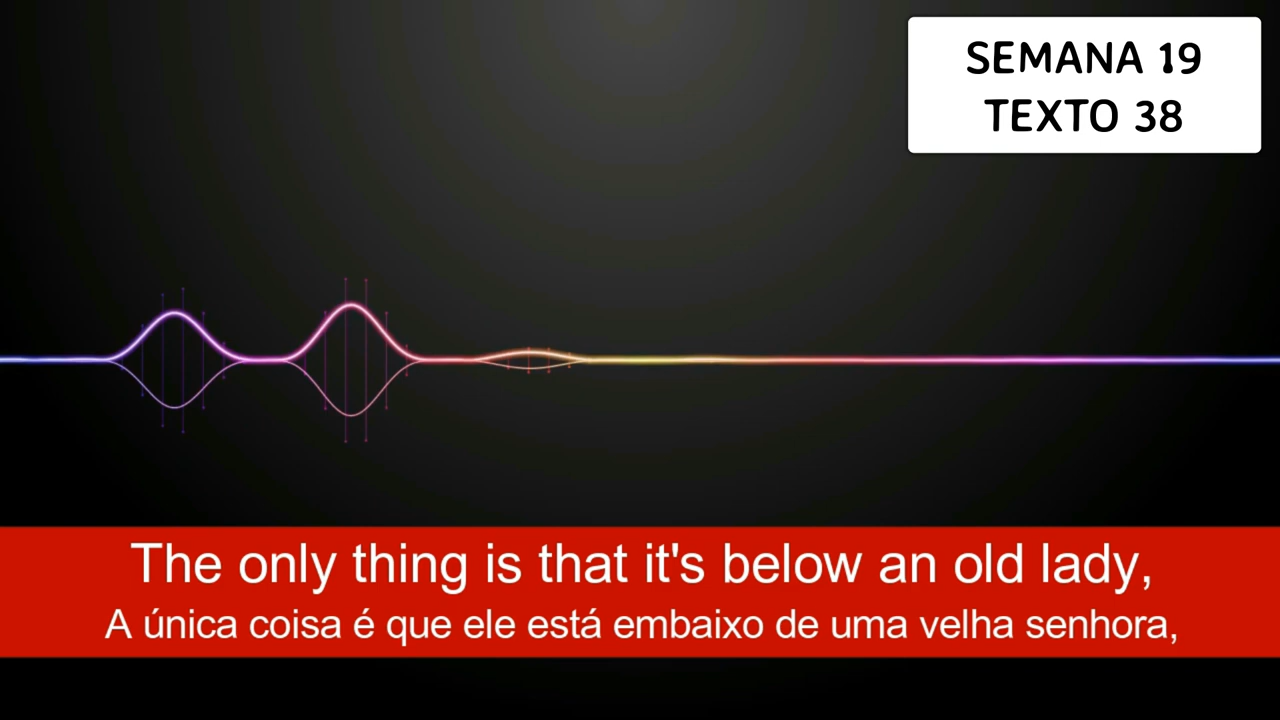 SEMANA 19
TEXTO 38
The only thing is that it's below an old lady,
A única coisa é que ele está embaixo de uma velha senhora,